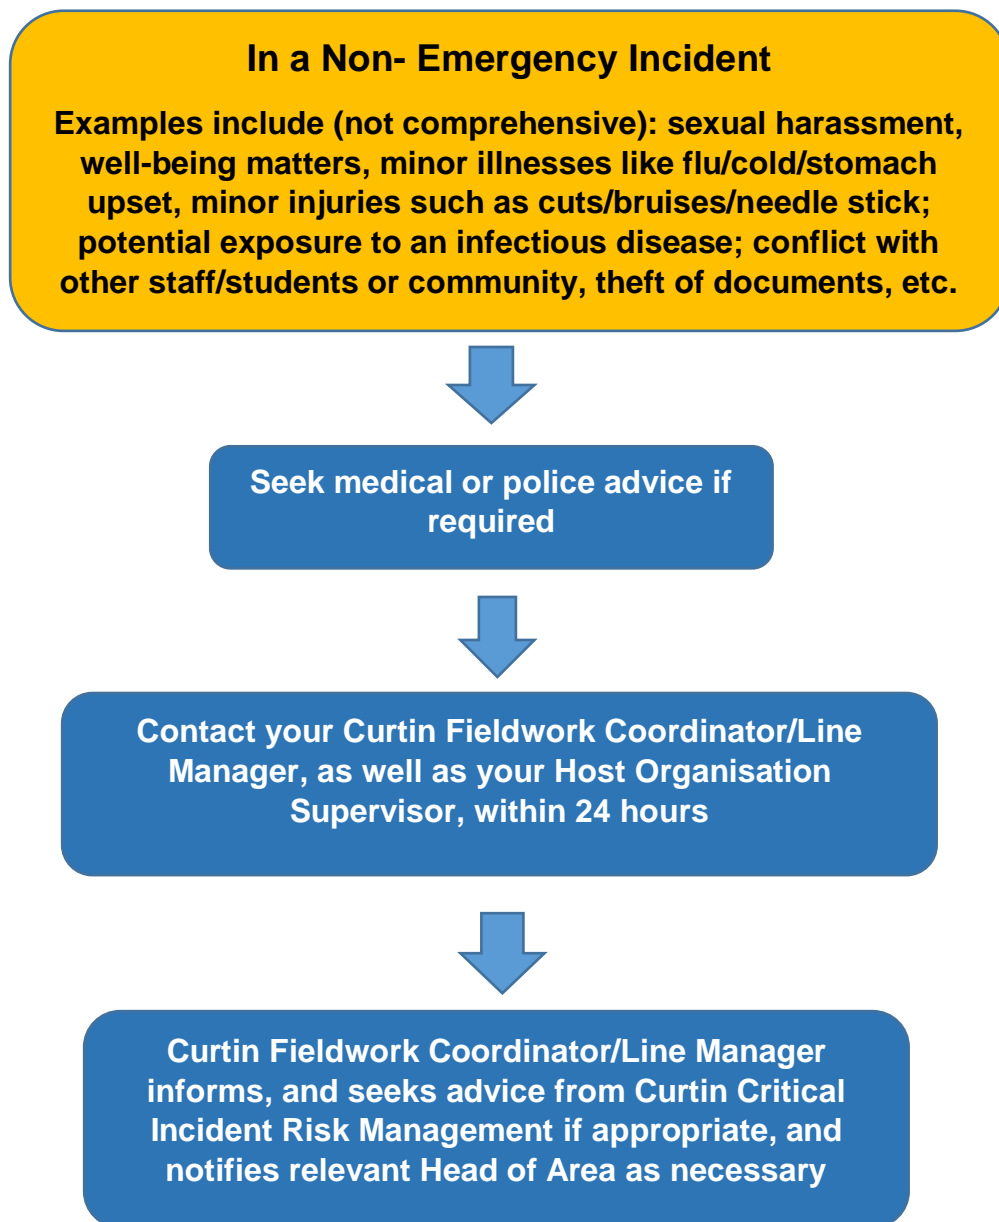 In a Non- Emergency Incident
Examples include (not comprehensive): sexual harassment,
well-being matters, minor illnesses like flu/cold/stomach
upset, minor injuries such as cuts/bruises/needle stick;
potential exposure to an infectious disease; conflict with
other staff/students or community, theft of documents, etc.
Seek medical or police advice if
required
Contact your Curtin Fieldwork Coordinator/Line
Manager, as well as your Host Organisation
Supervisor, within 24 hours
Curtin Fieldwork Coordinator/Line Manager
informs, and seeks advice from Curtin Critical
Incident Risk Management if appropriate, and
notifies relevant Head of Area as necessary